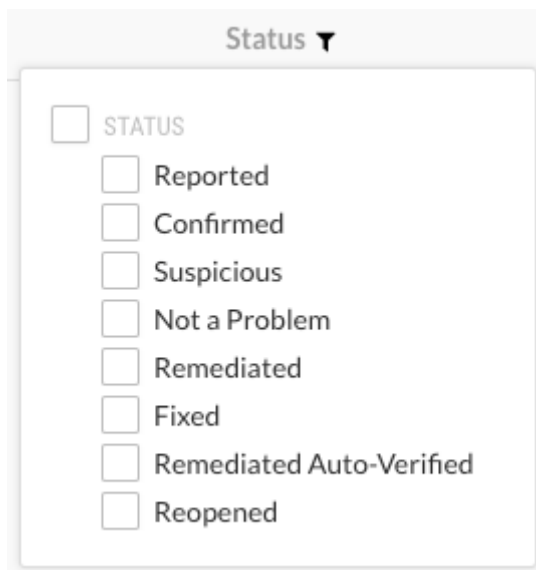 Status
STATUS
Reported
Confirmed
Suspicious
Not a Problem
Remediated
Fixed
Remediated Auto-Verified
Reopened